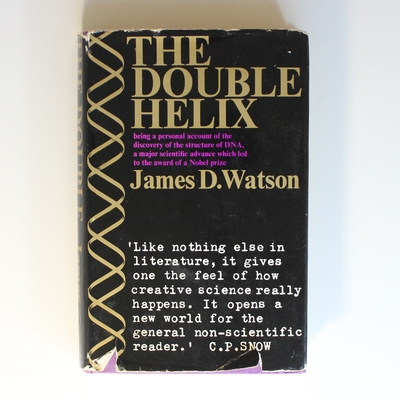 THE
DOUBLE
HELIX
being a personal account of the
discovery of the structure of DNA,
a major scientific advance which led
to the award of a Nobel prize
James D. Watson
'Like nothing else in
literature, it gives
one the feel of how
creative science really
happens. It opens a
new world for the
general non-scientific
reader.' C.P.SNOW
THE DOUBLE